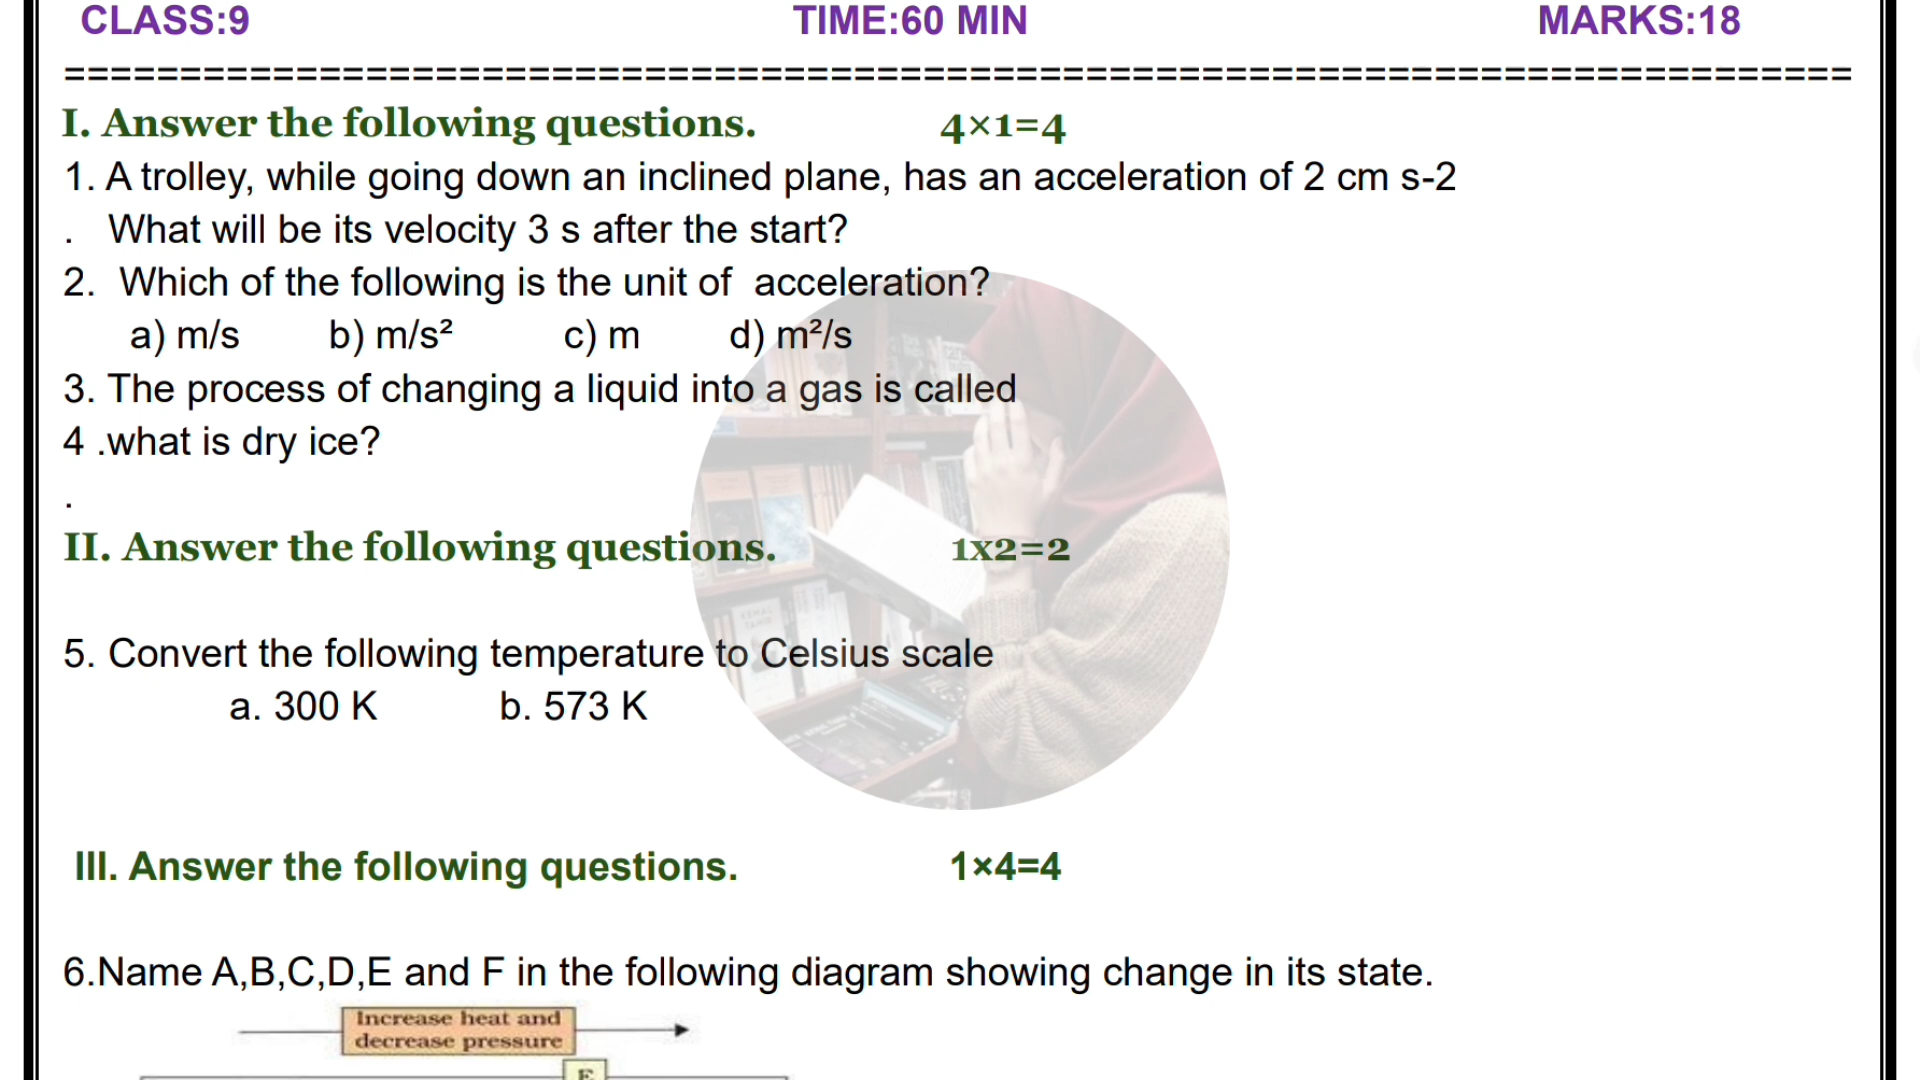 CLASS:9 TIME:60 MIN MARKS:18
=============================================================================
I. Answer the following questions. 4×1=4
1. A trolley, while going down an inclined plane, has an acceleration of 2 cm s-2
. What will be its velocity 3 s after the start?
2. Which of the following is the unit of acceleration?
a) m/s b) m/s² c) m d) m²/s
3. The process of changing a liquid into a gas is called
4 .what is dry ice?
.
II. Answer the following questions. 1x2=2
5. Convert the following temperature to Celsius scale
a. 300 K b. 573 K
III. Answer the following questions. 1×4=4
6.Name A,B,C,D,E and F in the following diagram showing change in its state.
Increase heat and
decrease pressure